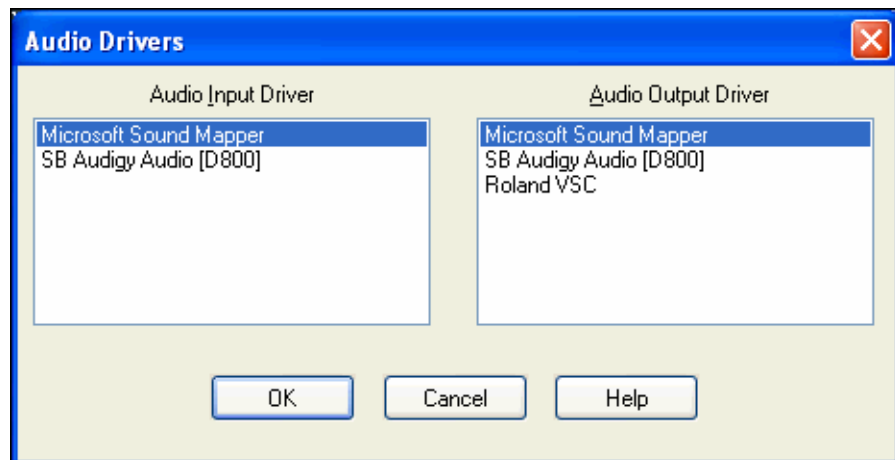 Audio Drivers
Audio Input Driver
Microsoft Sound Mapper
SB Audigy Audio [D800]
Audio Output Driver
Microsoft Sound Mapper
SB Audigy Audio [D800]
Roland VSC
OK
Cancel
Help